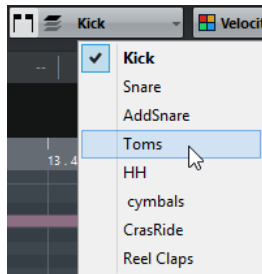 Kick Velocit
--
Kick
Snare
AddSnare
Toms
13.4
HH
cymbals
CrasRide
Reel Claps